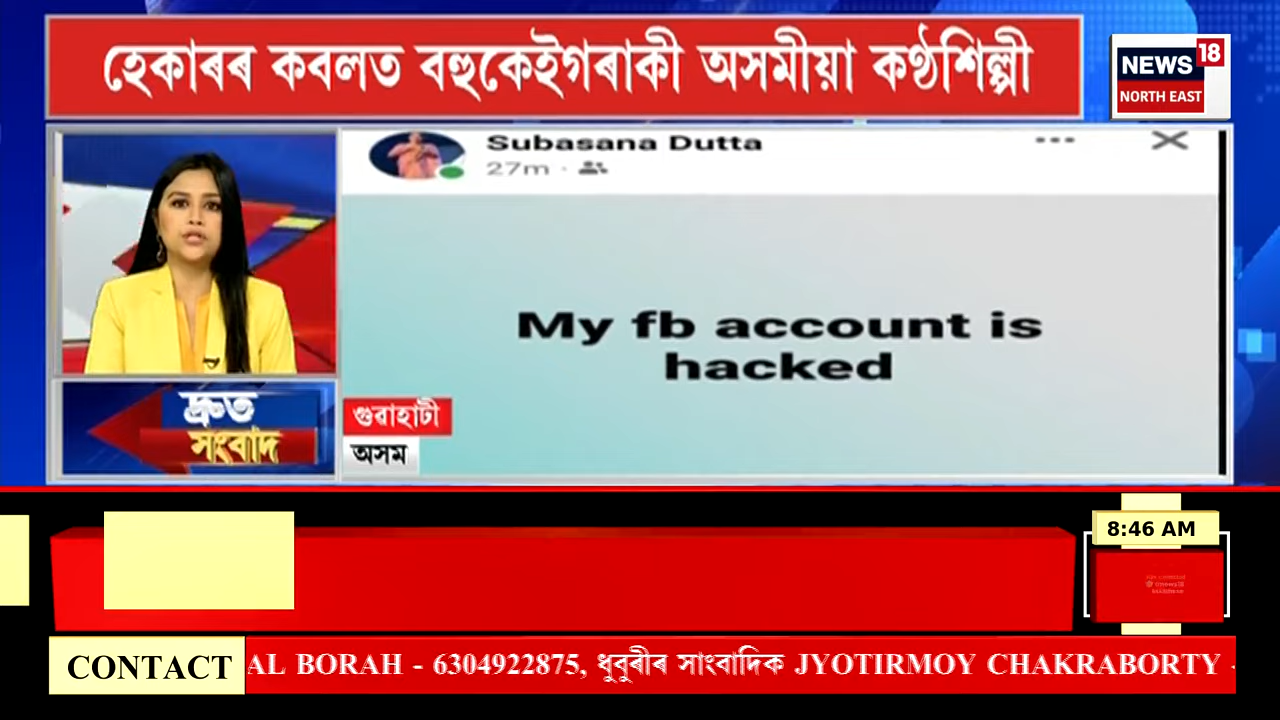 হেকাৰৰ কবলত বহুকেইগৰাকী অসমীয়া কণ্ঠশিল্পী
NEWS 18
NORTH EAST
Subasana Dutta
27m ·
My fb account is
hacked
দ্ৰুত
সংবাদ
গুৱাহাটী
অসম
8:46 AM
CONTACT AL BORAH - 6304922875, ধুবুৰীৰ সাংবাদিক JYOTIRMOY CHAKRABORTY -